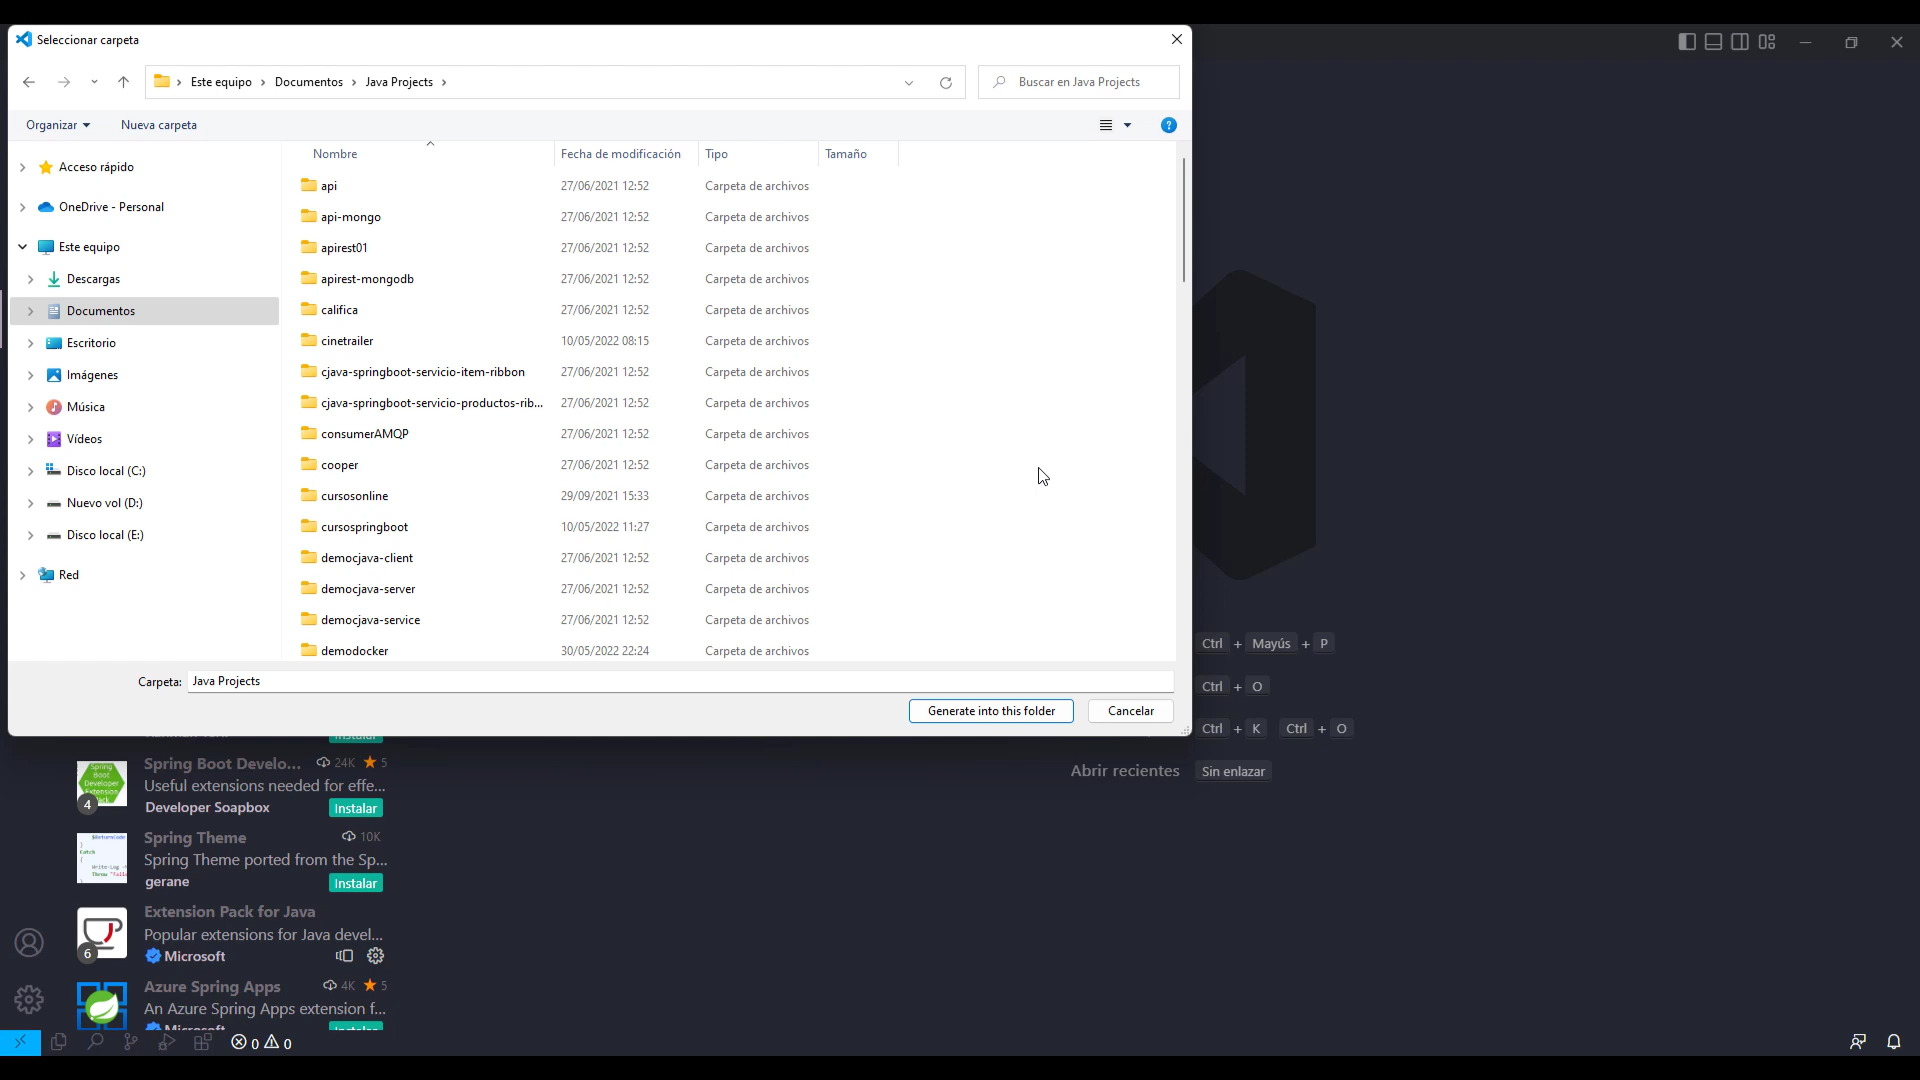 Seleccionar carpeta
Este equipo > Documentos > Java Projects >
Buscar en Java Projects
Organizar
Nueva carpeta
Nombre Fecha de modificación Tipo Tamaño
Acceso rápido
OneDrive - Personal
Este equipo
Descargas
Documentos
Escritorio
Imágenes
Música
Vídeos
Disco local (C:)
Nuevo vol (D:)
Disco local (E:)
Red
api 27/06/2021 12:52 Carpeta de archivos
api-mongo 27/06/2021 12:52 Carpeta de archivos
apirest01 27/06/2021 12:52 Carpeta de archivos
apirest-mongodb 27/06/2021 12:52 Carpeta de archivos
califica 27/06/2021 12:52 Carpeta de archivos
cinetrailer 10/05/2022 08:15 Carpeta de archivos
cjava-springboot-servicio-item-ribbon 27/06/2021 12:52 Carpeta de archivos
cjava-springboot-servicio-productos-rib... 27/06/2021 12:52 Carpeta de archivos
consumerAMQP 27/06/2021 12:52 Carpeta de archivos
cooper 27/06/2021 12:52 Carpeta de archivos
cursosonline 29/09/2021 15:33 Carpeta de archivos
cursospringboot 10/05/2022 11:27 Carpeta de archivos
democjava-client 27/06/2021 12:52 Carpeta de archivos
democjava-server 27/06/2021 12:52 Carpeta de archivos
democjava-service 27/06/2021 12:52 Carpeta de archivos
demodocker 30/05/2022 22:24 Carpeta de archivos
Carpeta: Java Projects
Generate into this folder
Cancelar
Ctrl + Mayús + P
Ctrl + O
Ctrl + K Ctrl + O
Abrir recientes Sin enlazar
Instalar
Spring Boot Develo... 24K 5
Useful extensions needed for effe...
Developer Soapbox Instalar
Spring Boot Developer Extension Pack
4
Spring Theme 10K
Spring Theme ported from the Sp...
gerane Instalar
Extension Pack for Java
Popular extensions for Java devel...
Microsoft
6
Azure Spring Apps 4K 5
An Azure Spring Apps extension f...
Microsoft Instalar
0 0